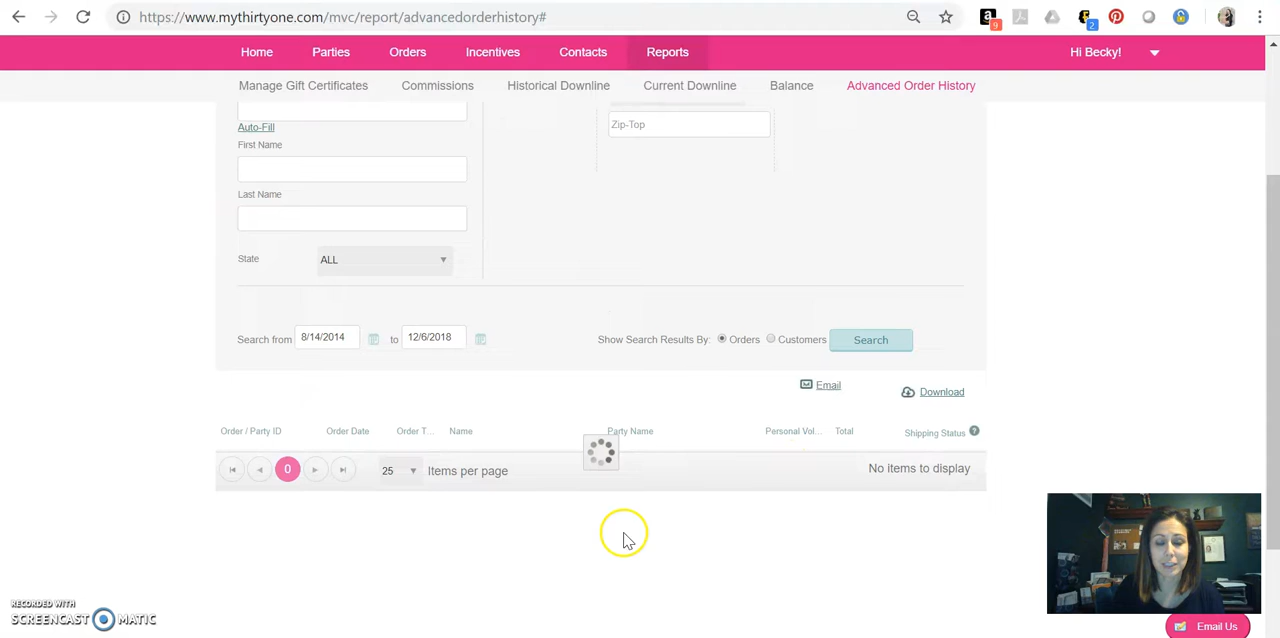 https://www.mythirtyone.com/mvc/report/advancedorderhistory#
9
2
Home Parties Orders Incentives Contacts Reports Hi Becky!
Manage Gift Certificates Commissions Historical Downline Current Downline Balance Advanced Order History
Auto-Fill
Zip-Top
First Name
Last Name
State ALL
Search from 8/14/2014 to 12/6/2018 Show Search Results By: Orders Customers Search
Email Download
Order / Party ID Order Date Order T... Name Party Name Personal Vol... Total Shipping Status ?
0 25 Items per page No items to display
RECORDED WITH
SCREENCAST MATIC
Email Us